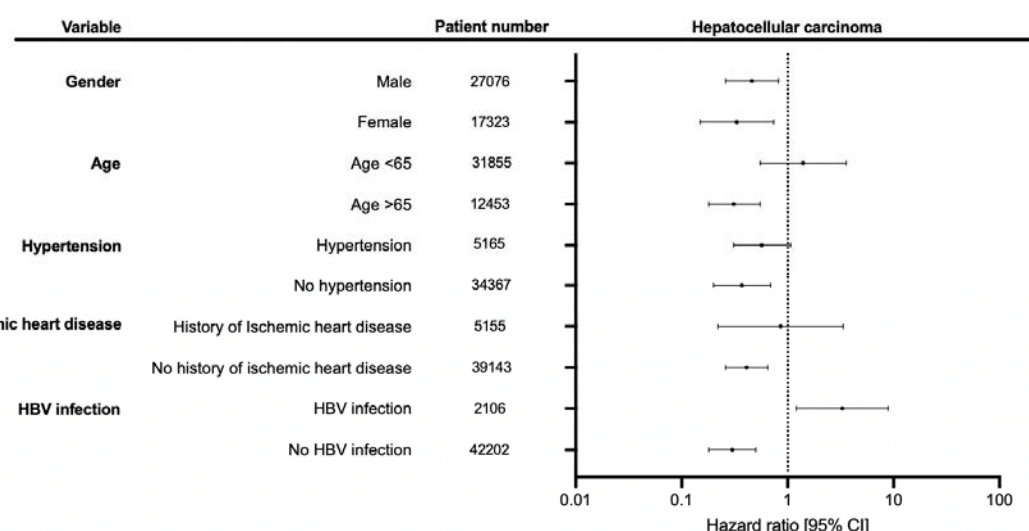 Variable Patient number Hepatocellular carcinoma
Gender Male 27076
Female 17323
Age Age <65 31855
Age >65 12453
Hypertension Hypertension 5165
No hypertension 34367
heart disease History of Ischemic heart disease 5155
No history of ischemic heart disease 39143
HBV infection HBV infection 2106
No HBV infection 42202
0.01 0.1 1 10 100
Hazard ratio [95% CI]